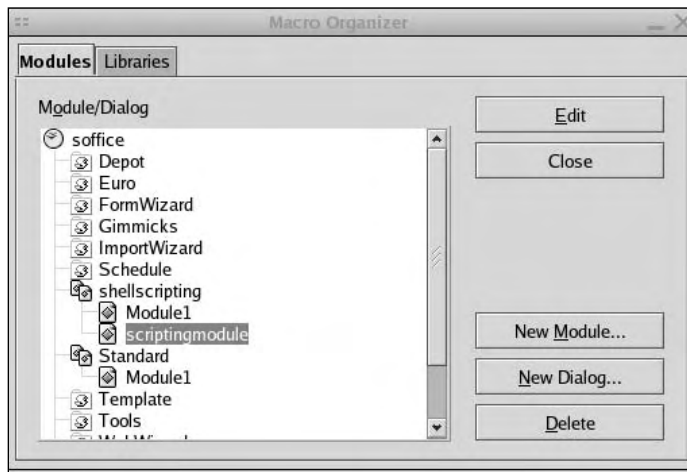 Macro Organizer
Modules
Libraries
Module/Dialog
soffice
Depot
Euro
FormWizard
Gimmicks
ImportWizard
Schedule
shellscripting
Module1
scriptingmodule
Standard
Module1
Template
Tools
Edit
Close
New Module...
New Dialog...
Delete